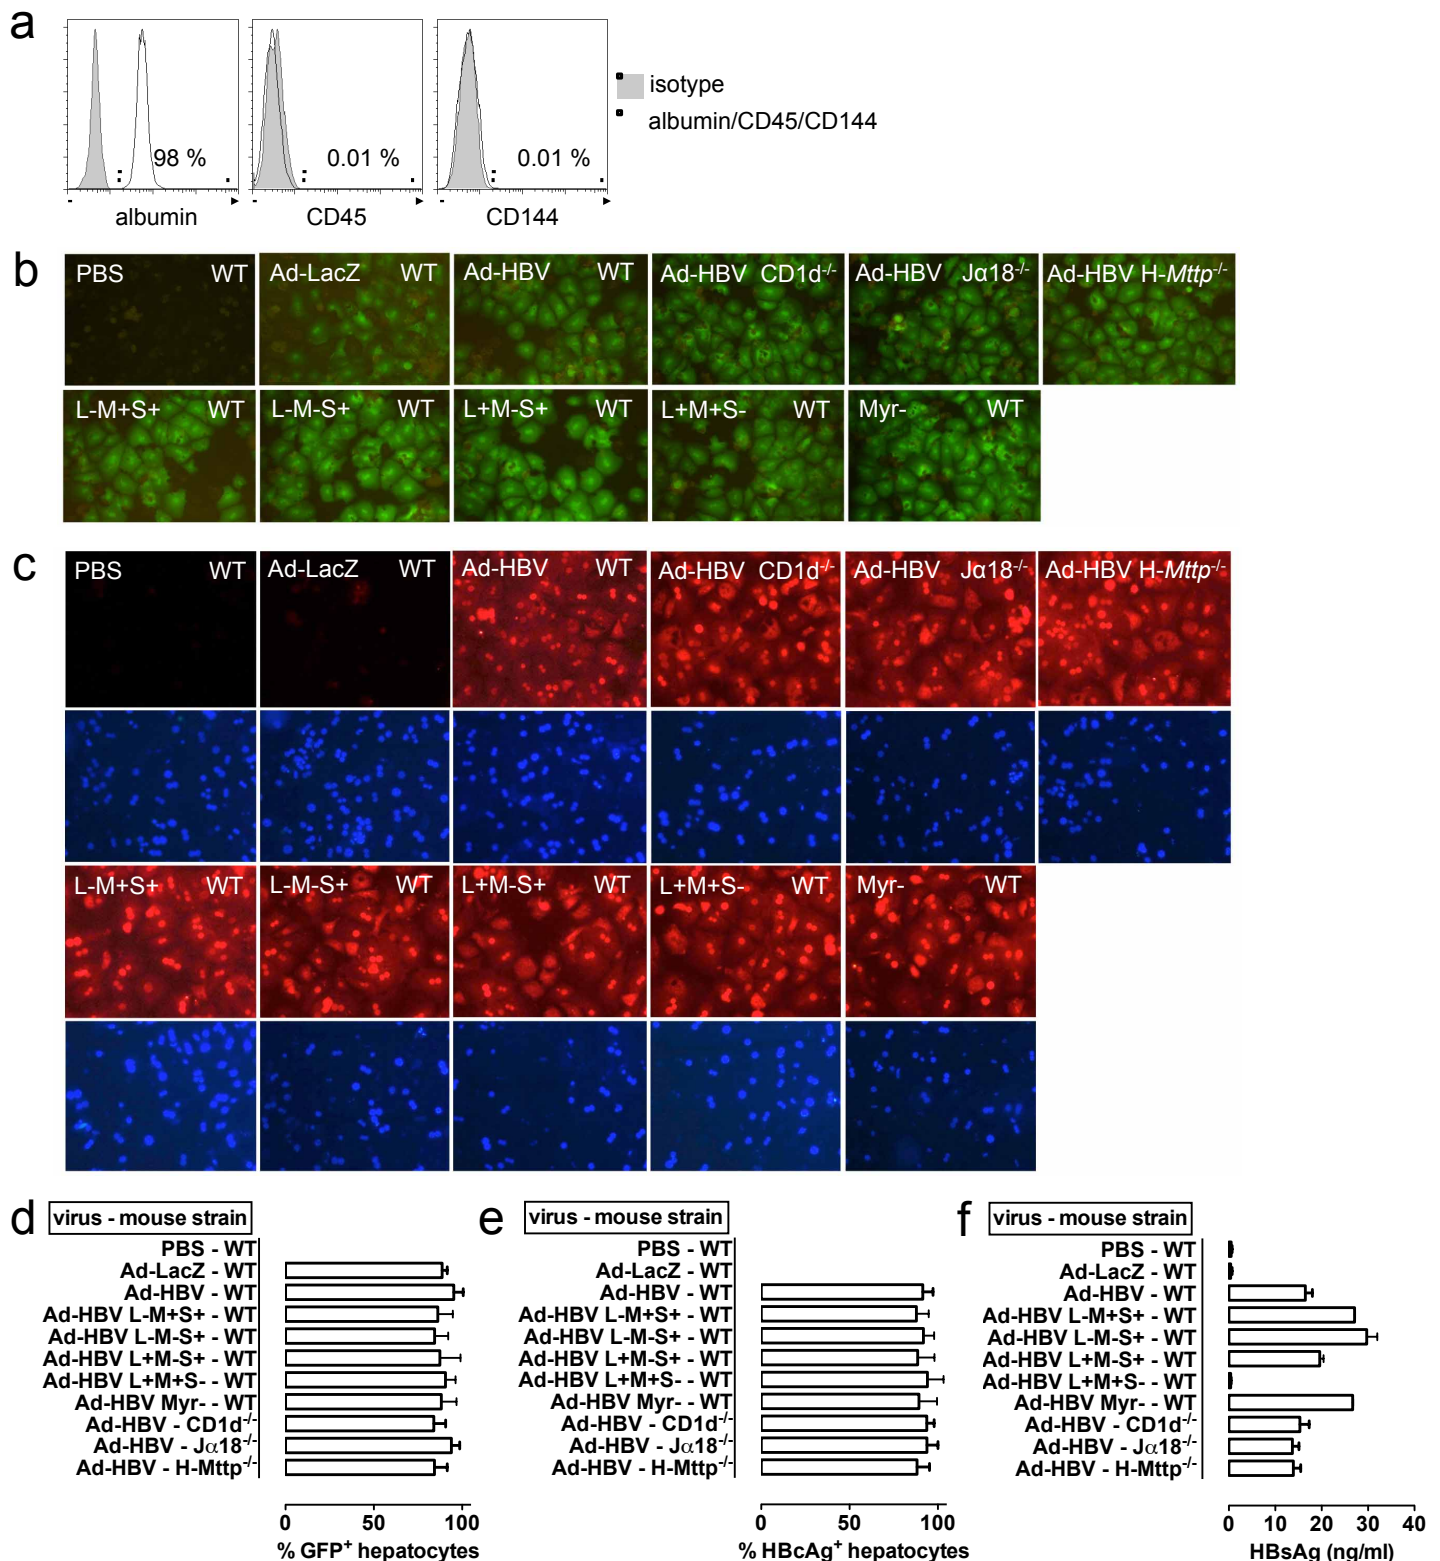 a
98 %
0.01 %
0.01 %
albumin
CD45
CD144
isotype
albumin/CD45/CD144
b
PBS WT
Ad-LacZ WT
Ad-HBV WT
Ad-HBV CD1d-/-
Ad-HBV Jα18-/-
Ad-HBV H-Mttp-/-
L-M+S+ WT
L-M-S+ WT
L+M-S+ WT
L+M+S- WT
Myr- WT
c
PBS WT
Ad-LacZ WT
Ad-HBV WT
Ad-HBV CD1d-/-
Ad-HBV Jα18-/-
Ad-HBV H-Mttp-/-
L-M+S+ WT
L-M-S+ WT
L+M-S+ WT
L+M+S- WT
Myr- WT
d
virus - mouse strain
PBS - WT
Ad-LacZ - WT
Ad-HBV - WT
Ad-HBV L-M+S+ - WT
Ad-HBV L-M-S+ - WT
Ad-HBV L+M-S+ - WT
Ad-HBV L+M+S- - WT
Ad-HBV Myr- - WT
Ad-HBV - CD1d-/-
Ad-HBV - Jα18-/-
Ad-HBV - H-Mttp-/-
0 50 100
% GFP+ hepatocytes
e
virus - mouse strain
PBS - WT
Ad-LacZ - WT
Ad-HBV - WT
Ad-HBV L-M+S+ - WT
Ad-HBV L-M-S+ - WT
Ad-HBV L+M-S+ - WT
Ad-HBV L+M+S- - WT
Ad-HBV Myr- - WT
Ad-HBV - CD1d-/-
Ad-HBV - Jα18-/-
Ad-HBV - H-Mttp-/-
0 50 100
% HBcAg+ hepatocytes
f
virus - mouse strain
PBS - WT
Ad-LacZ - WT
Ad-HBV - WT
Ad-HBV L-M+S+ - WT
Ad-HBV L-M-S+ - WT
Ad-HBV L+M-S+ - WT
Ad-HBV L+M+S- - WT
Ad-HBV Myr- - WT
Ad-HBV - CD1d-/-
Ad-HBV - Jα18-/-
Ad-HBV - H-Mttp-/-
0 10 20 30 40
HBsAg (ng/ml)